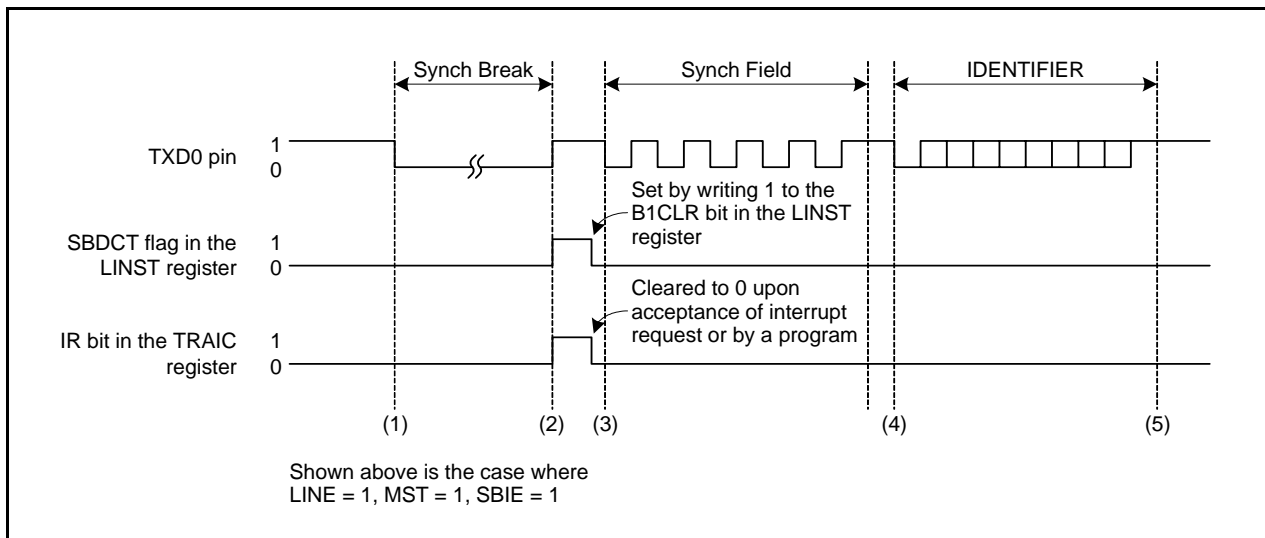 Synch Break
Synch Field
IDENTIFIER
TXD0 pin
1
0
Set by writing 1 to the
B1CLR bit in the LINST
register
SBDCT flag in the
LINST register
1
0
Cleared to 0 upon
acceptance of interrupt
request or by a program
IR bit in the TRAIC
register
1
0
(1)
(2)
(3)
(4)
(5)
Shown above is the case where
LINE = 1, MST = 1, SBIE = 1